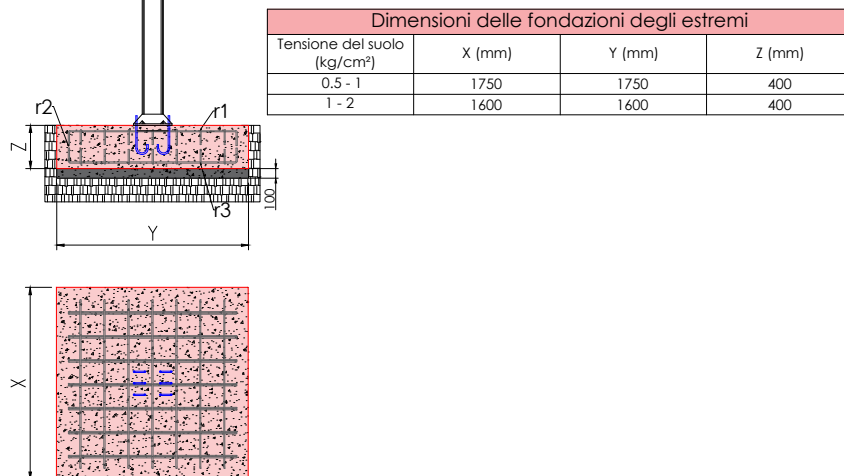 Dimensioni delle fondazioni degli estremi
Tensione del suolo (kg/cm²) X (mm) Y (mm) Z (mm)
0.5 - 1 1750 1750 400
1 - 2 1600 1600 400
r2
r1
Z
100
r3
Y
X